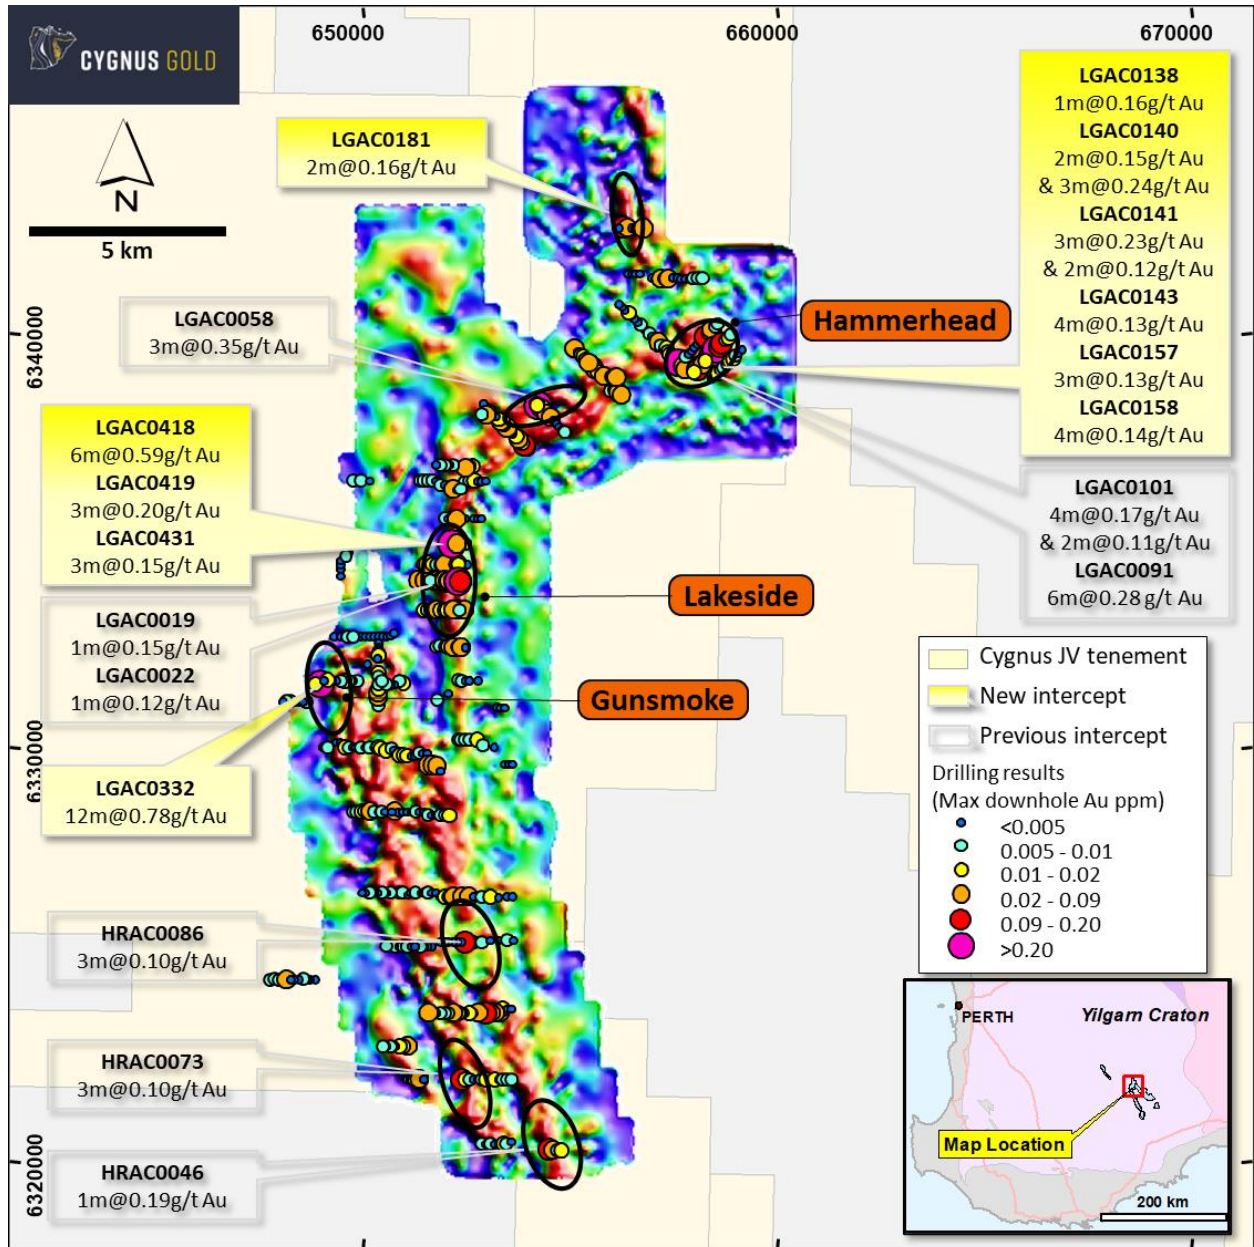 CYGNUS GOLD
650000
660000
670000
N
5 km
LGAC0181
2m@0.16g/t Au
LGAC0138
1m@0.16g/t Au
LGAC0140
2m@0.15g/t Au
& 3m@0.24g/t Au
LGAC0141
3m@0.23g/t Au
& 2m@0.12g/t Au
LGAC0143
4m@0.13g/t Au
LGAC0157
3m@0.13g/t Au
LGAC0158
4m@0.14g/t Au
LGAC0058
3m@0.35g/t Au
Hammerhead
6340000
LGAC0418
6m@0.59g/t Au
LGAC0419
3m@0.20g/t Au
LGAC0431
3m@0.15g/t Au
LGAC0101
4m@0.17g/t Au
& 2m@0.11g/t Au
LGAC0091
6m@0.28 g/t Au
Lakeside
LGAC0019
1m@0.15g/t Au
LGAC0022
1m@0.12g/t Au
Gunsmoke
6330000
LGAC0332
12m@0.78g/t Au
Cygnus JV tenement
New intercept
Previous intercept
Drilling results
(Max downhole Au ppm)
<0.005
0.005 - 0.01
0.01 - 0.02
0.02 - 0.09
0.09 - 0.20
>0.20
HRAC0086
3m@0.10g/t Au
HRAC0073
3m@0.10g/t Au
HRAC0046
1m@0.19g/t Au
6320000
PERTH
Yilgarn Craton
Map Location
200 km